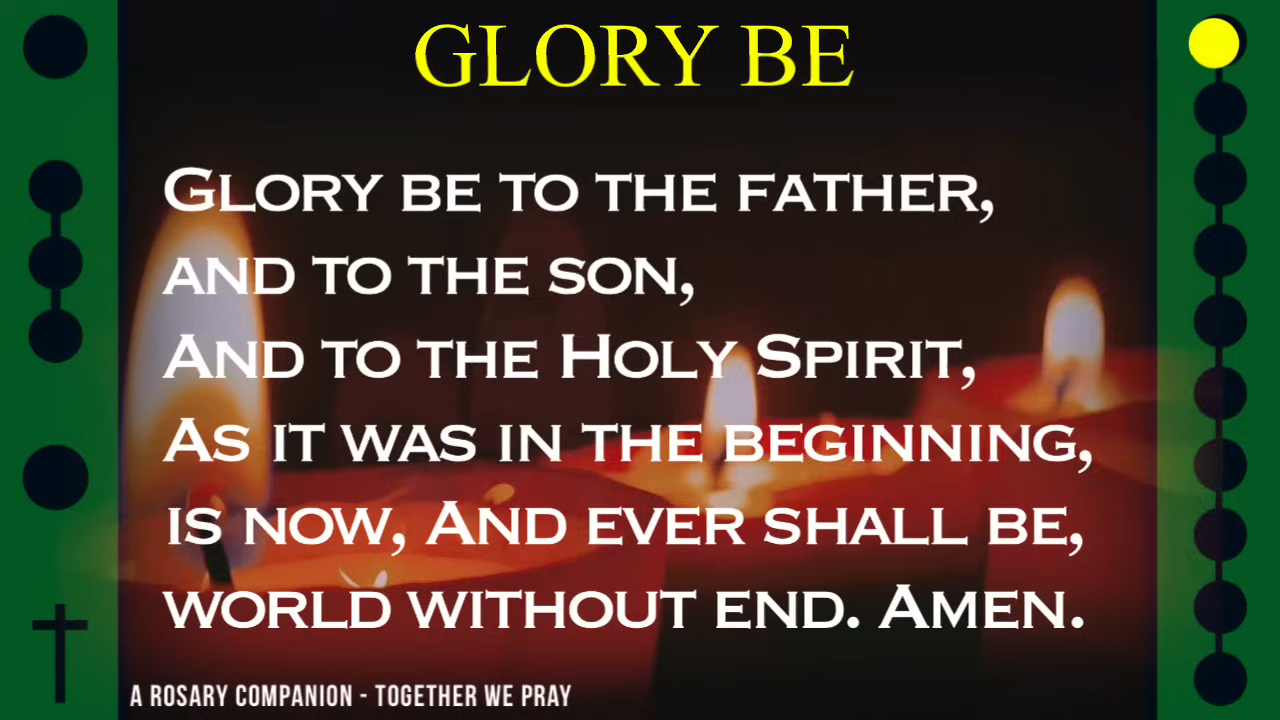 GLORY BE
GLORY BE TO THE FATHER,
AND TO THE SON,
AND TO THE HOLY SPIRIT,
AS IT WAS IN THE BEGINNING,
IS NOW, AND EVER SHALL BE,
WORLD WITHOUT END. AMEN.
A ROSARY COMPANION - TOGETHER WE PRAY